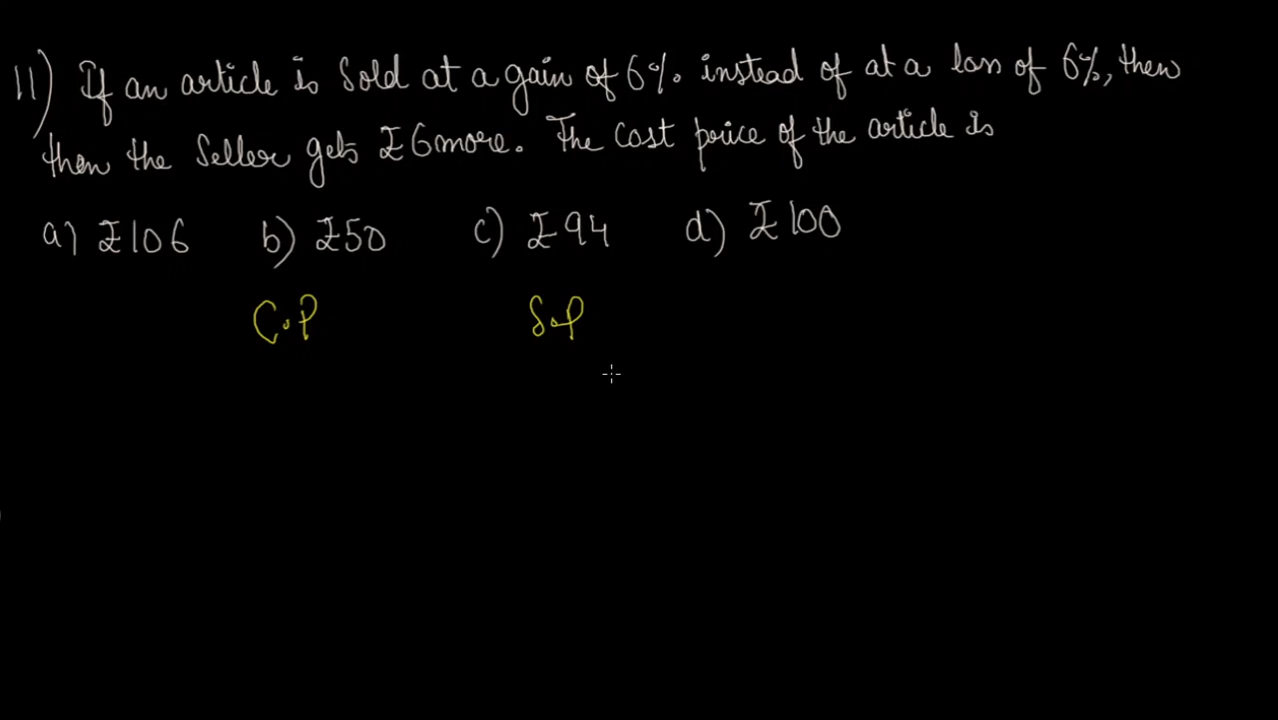 11) If an article is sold at a gain of 6%. instead of at a loss of 6%, then
then the seller gets ₹6 more. The cost price of the article is
a) ₹106 b) ₹50 c) ₹94 d) ₹100
C.P S.P